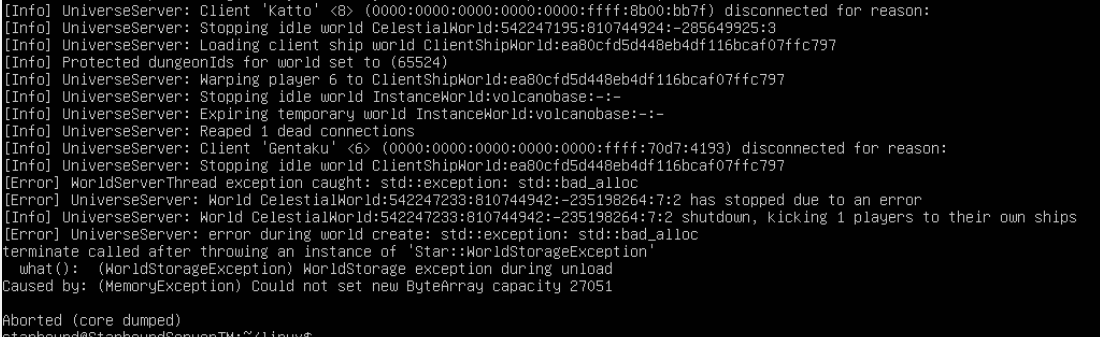 [Info] UniverseServer: Client 'Katto' <8> (0000:0000:0000:0000:0000:ffff:8b00:bb7f) disconnected for reason:
[Info] UniverseServer: Stopping idle world CelestialWorld:542247195:810744924:-285649925:3
[Info] UniverseServer: Loading client ship world ClientShipWorld:ea80cfd5d448eb4df116bcaf07ffc797
[Info] Protected dungeonIds for world set to (65524)
[Info] UniverseServer: Warping player 6 to ClientShipWorld:ea80cfd5d448eb4df116bcaf07ffc797
[Info] UniverseServer: Stopping idle world InstanceWorld:volcanobase:-:-
[Info] UniverseServer: Expiring temporary world InstanceWorld:volcanobase:-:-
[Info] UniverseServer: Reaped 1 dead connections
[Info] UniverseServer: Client 'Gentaku' <6> (0000:0000:0000:0000:0000:ffff:70d7:4193) disconnected for reason:
[Info] UniverseServer: Stopping idle world ClientShipWorld:ea80cfd5d448eb4df116bcaf07ffc797
[Error] WorldServerThread exception caught: std::exception: std::bad_alloc
[Error] UniverseServer: World CelestialWorld:542247233:810744942:-235198264:7:2 has stopped due to an error
[Info] UniverseServer: World CelestialWorld:542247233:810744942:-235198264:7:2 shutdown, kicking 1 players to their own ships
[Error] UniverseServer: error during world create: std::exception: std::bad_alloc
terminate called after throwing an instance of 'Star::WorldStorageException'
what(): (WorldStorageException) WorldStorage exception during unload
Caused by: (MemoryException) Could not set new ByteArray capacity 27051
Aborted (core dumped)
starbound@StarboundServerTM:~/linux$